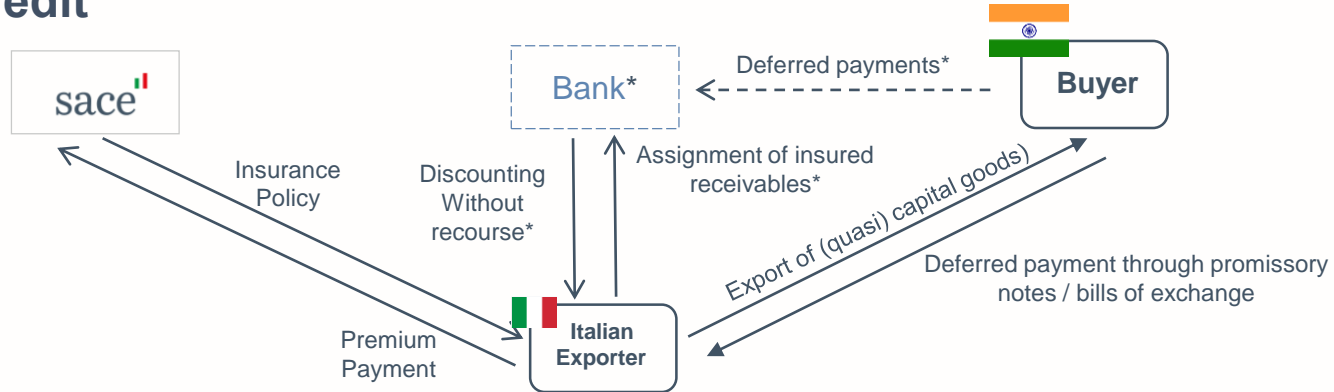 edit
sace
Bank*
Deferred payments*
Buyer
Insurance
Policy
Discounting
Without
recourse*
Assignment of insured
receivables*
Export of (quasi) capital goods)
Deferred payment through promissory
notes / bills of exchange
Premium
Payment
Italian
Exporter